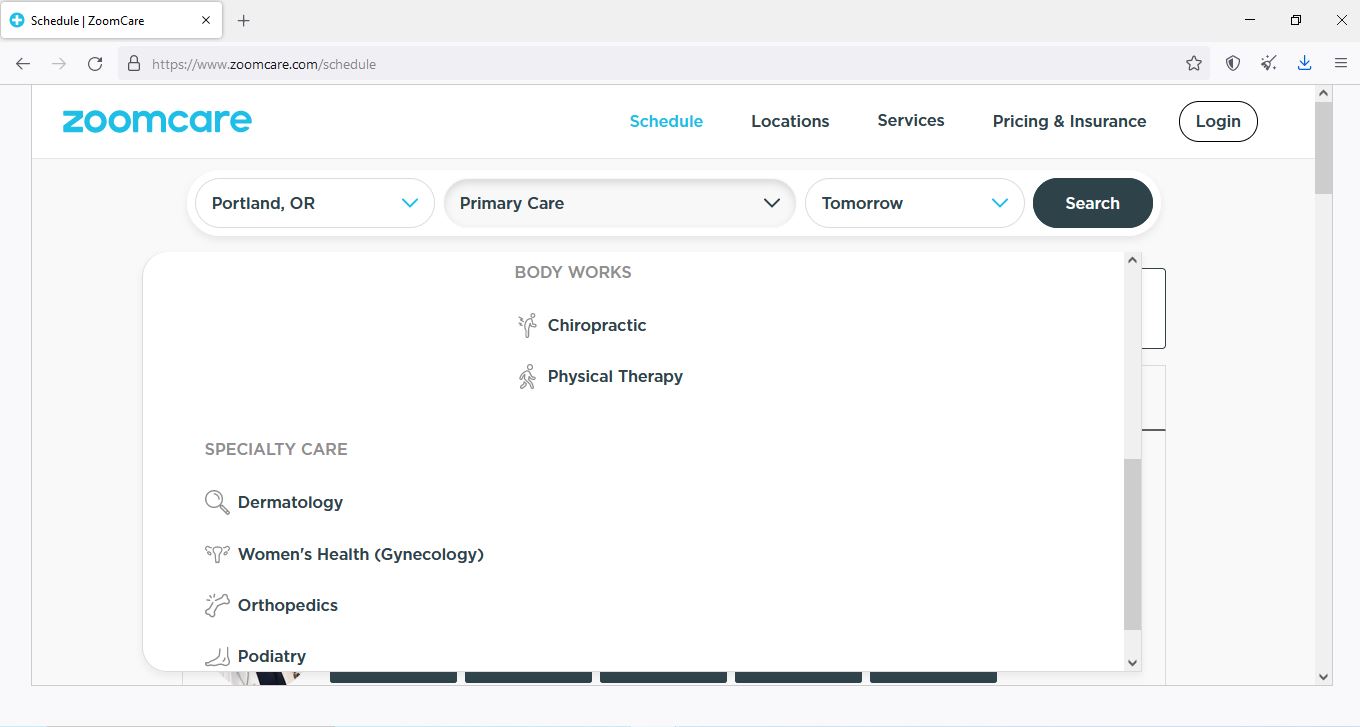 Schedule | ZoomCare
https://www.zoomcare.com/schedule
zoomcare
Schedule
Locations
Services
Pricing & Insurance
Login
Portland, OR
Primary Care
Tomorrow
Search
BODY WORKS
Chiropractic
Physical Therapy
SPECIALTY CARE
Dermatology
Women's Health (Gynecology)
Orthopedics
Podiatry